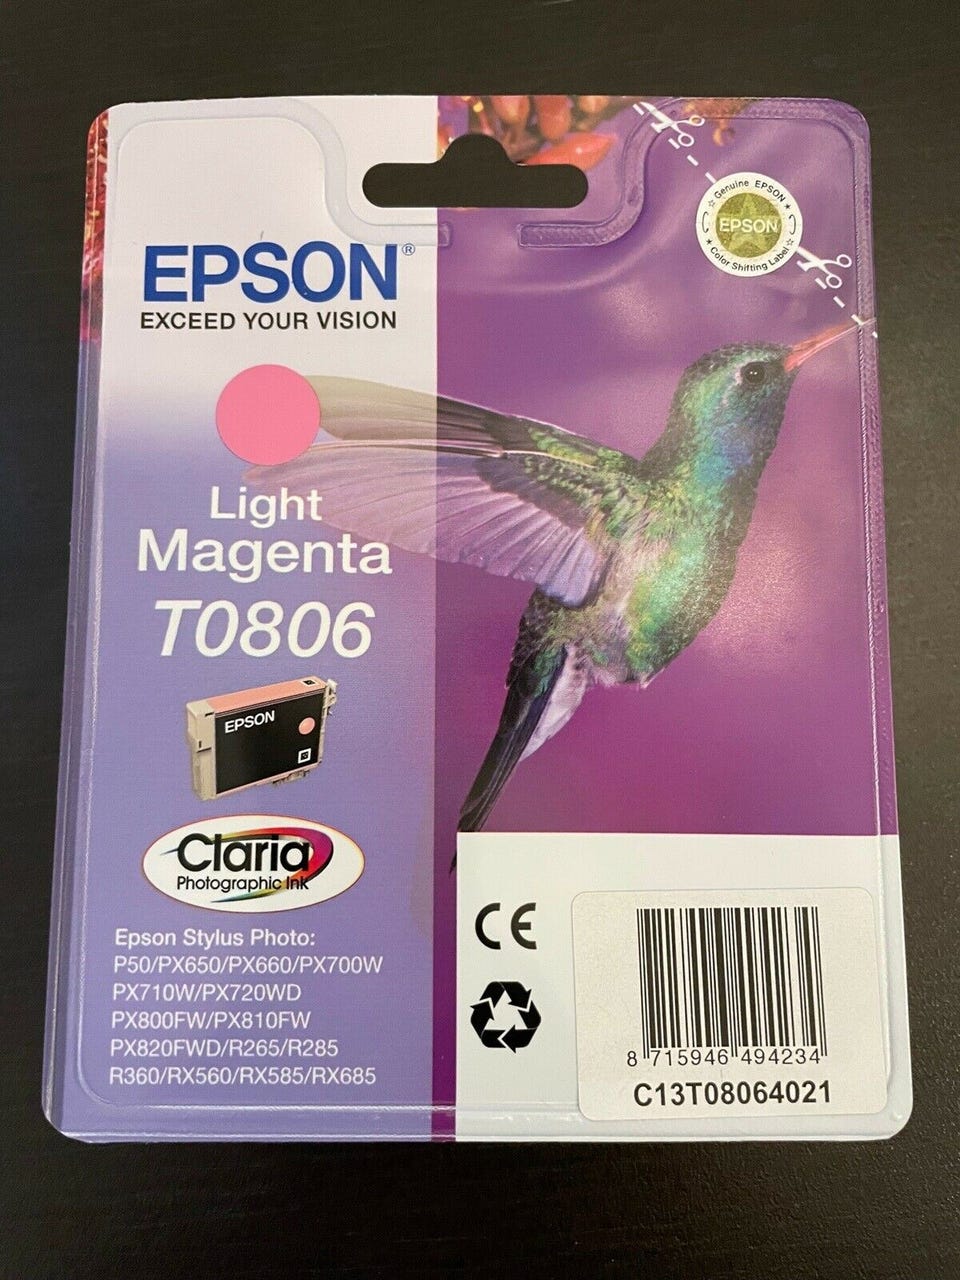 Genuine EPSON
EPSON
Color Shifting Label
EPSON®
EXCEED YOUR VISION
Light
Magenta
T0806
EPSON
Claria
Photographic Ink
Epson Stylus Photo:
P50/PX650/PX660/PX700W
PX710W/PX720WD
PX800FW/PX810FW
PX820FWD/R265/R285
R360/RX560/RX585/RX685
CE
8 715946 494234
C13T08064021